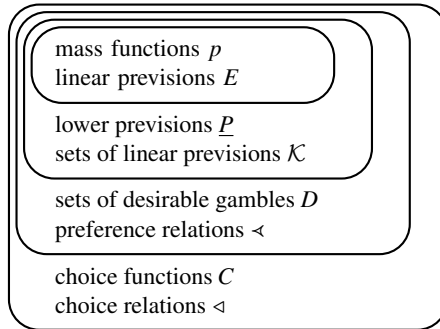 mass functions p
linear previsions E
lower previsions P̲
sets of linear previsions 𝒦
sets of desirable gambles D
preference relations ⋖
choice functions C
choice relations ⊲